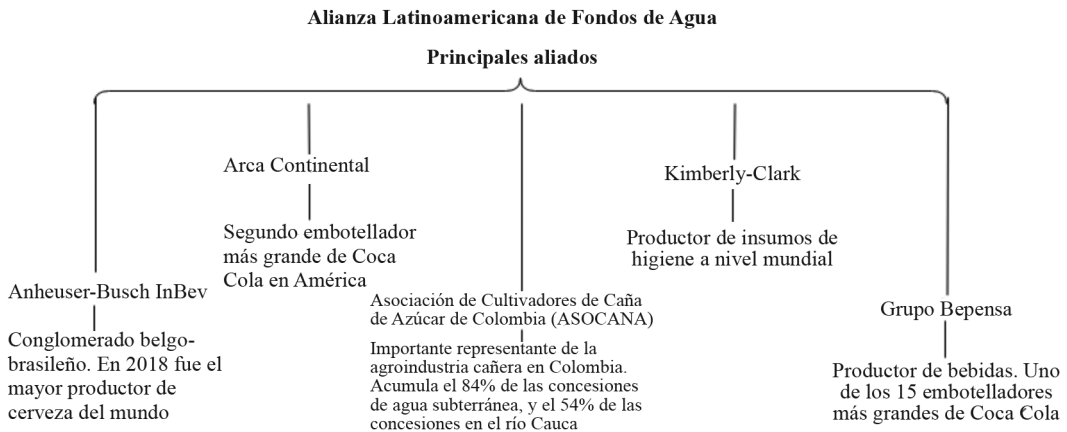 Alianza Latinoamericana de Fondos de Agua
Principales aliados
Anheuser-Busch InBev
Conglomerado belgo-
brasileño. En 2018 fue el
mayor productor de
cerveza del mundo
Arca Continental
Segundo embotellador
más grande de Coca
Cola en América
Asociación de Cultivadores de Caña
de Azúcar de Colombia (ASOCANA)
Importante representante de la
agroindustria cañera en Colombia.
Acumula el 84% de las concesiones
de agua subterránea, y el 54% de las
concesiones en el río Cauca
Kimberly-Clark
Productor de insumos de
higiene a nivel mundial
Grupo Bepensa
Productor de bebidas. Uno
de los 15 embotelladores
más grandes de Coca Cola